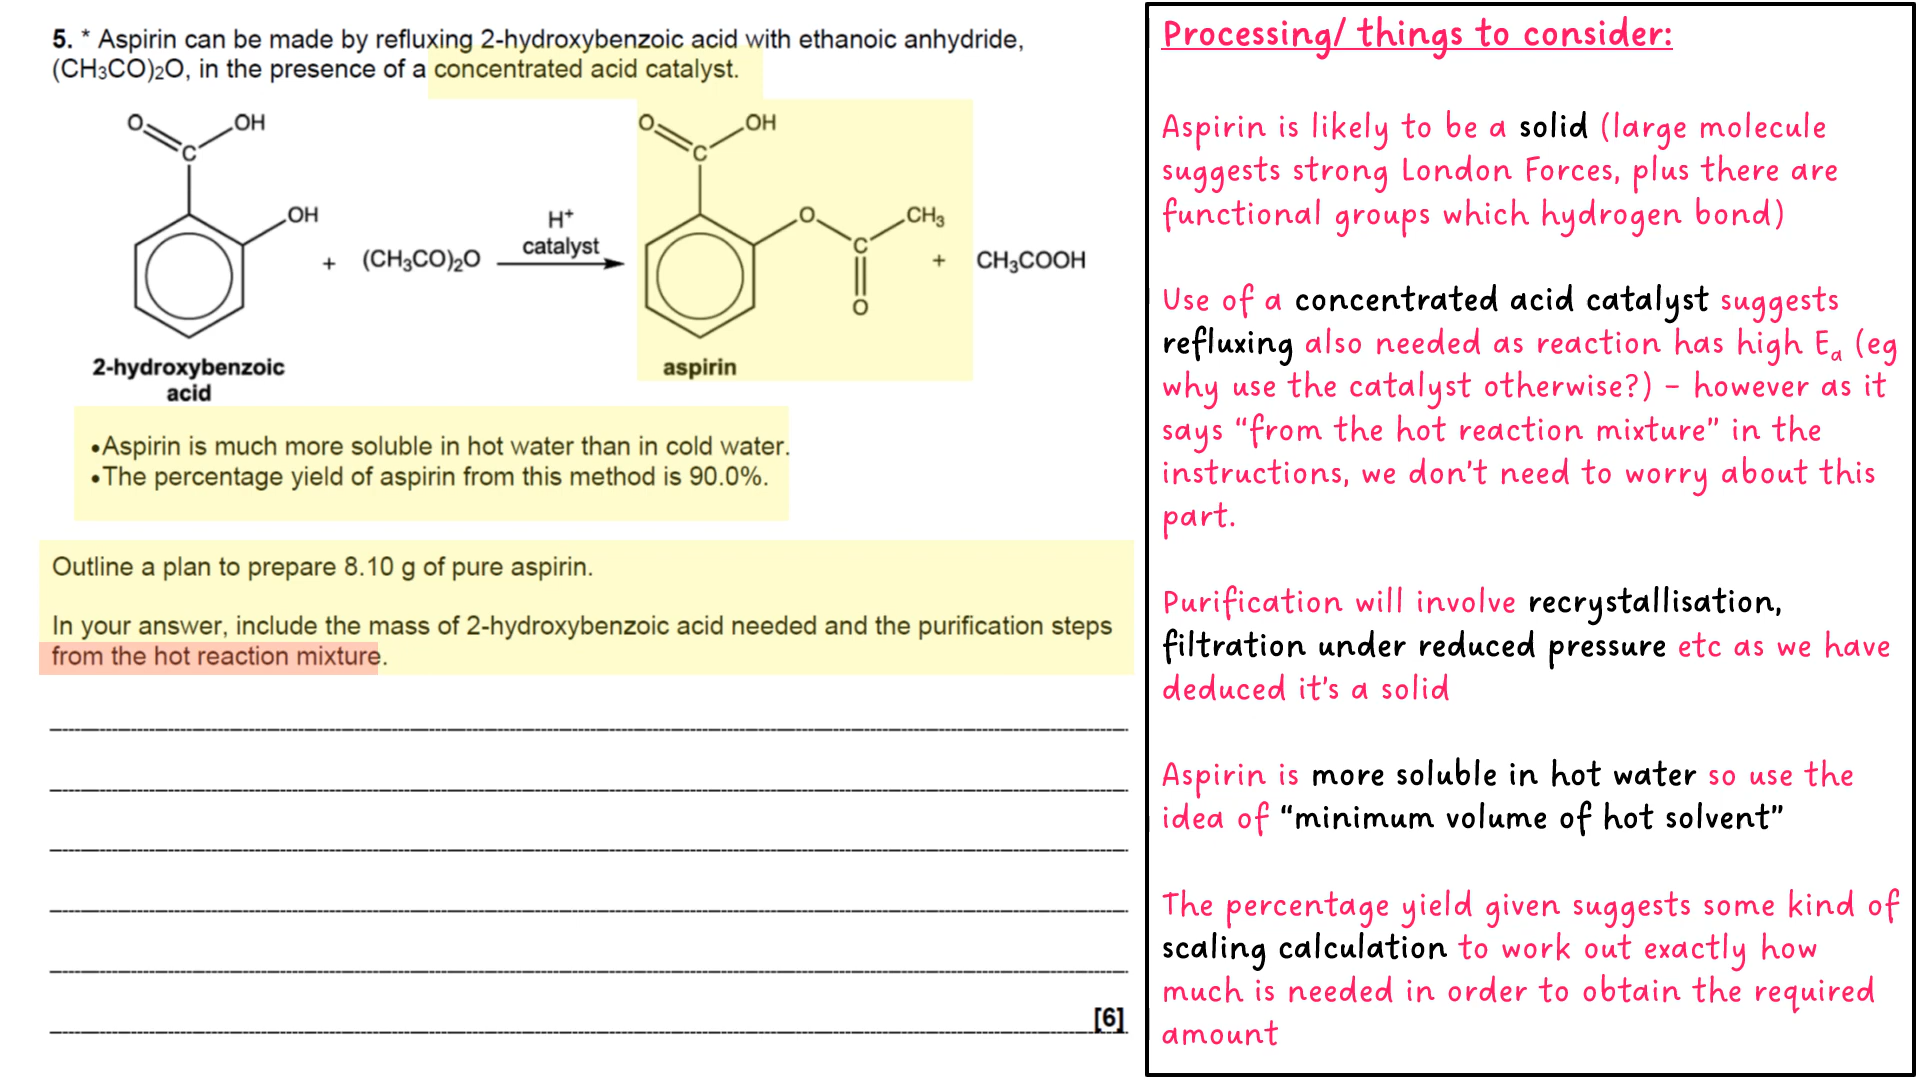 5. * Aspirin can be made by refluxing 2-hydroxybenzoic acid with ethanoic anhydride,
(CH₃CO)₂O, in the presence of a concentrated acid catalyst.
O OH
C
OH
2-hydroxybenzoic
acid
+ (CH₃CO)₂O
H⁺
catalyst
O OH
C
O CH₃
C
O
aspirin
+ CH₃COOH
•Aspirin is much more soluble in hot water than in cold water.
•The percentage yield of aspirin from this method is 90.0%.
Outline a plan to prepare 8.10 g of pure aspirin.
In your answer, include the mass of 2-hydroxybenzoic acid needed and the purification steps
from the hot reaction mixture.
[6]
Processing/ things to consider:
Aspirin is likely to be a solid (large molecule
suggests strong London Forces, plus there are
functional groups which hydrogen bond)
Use of a concentrated acid catalyst suggests
refluxing also needed as reaction has high Eₐ (eg
why use the catalyst otherwise?) – however as it
says “from the hot reaction mixture” in the
instructions, we don't need to worry about this
part.
Purification will involve recrystallisation,
filtration under reduced pressure etc as we have
deduced it's a solid
Aspirin is more soluble in hot water so use the
idea of “minimum volume of hot solvent”
The percentage yield given suggests some kind of
scaling calculation to work out exactly how
much is needed in order to obtain the required
amount